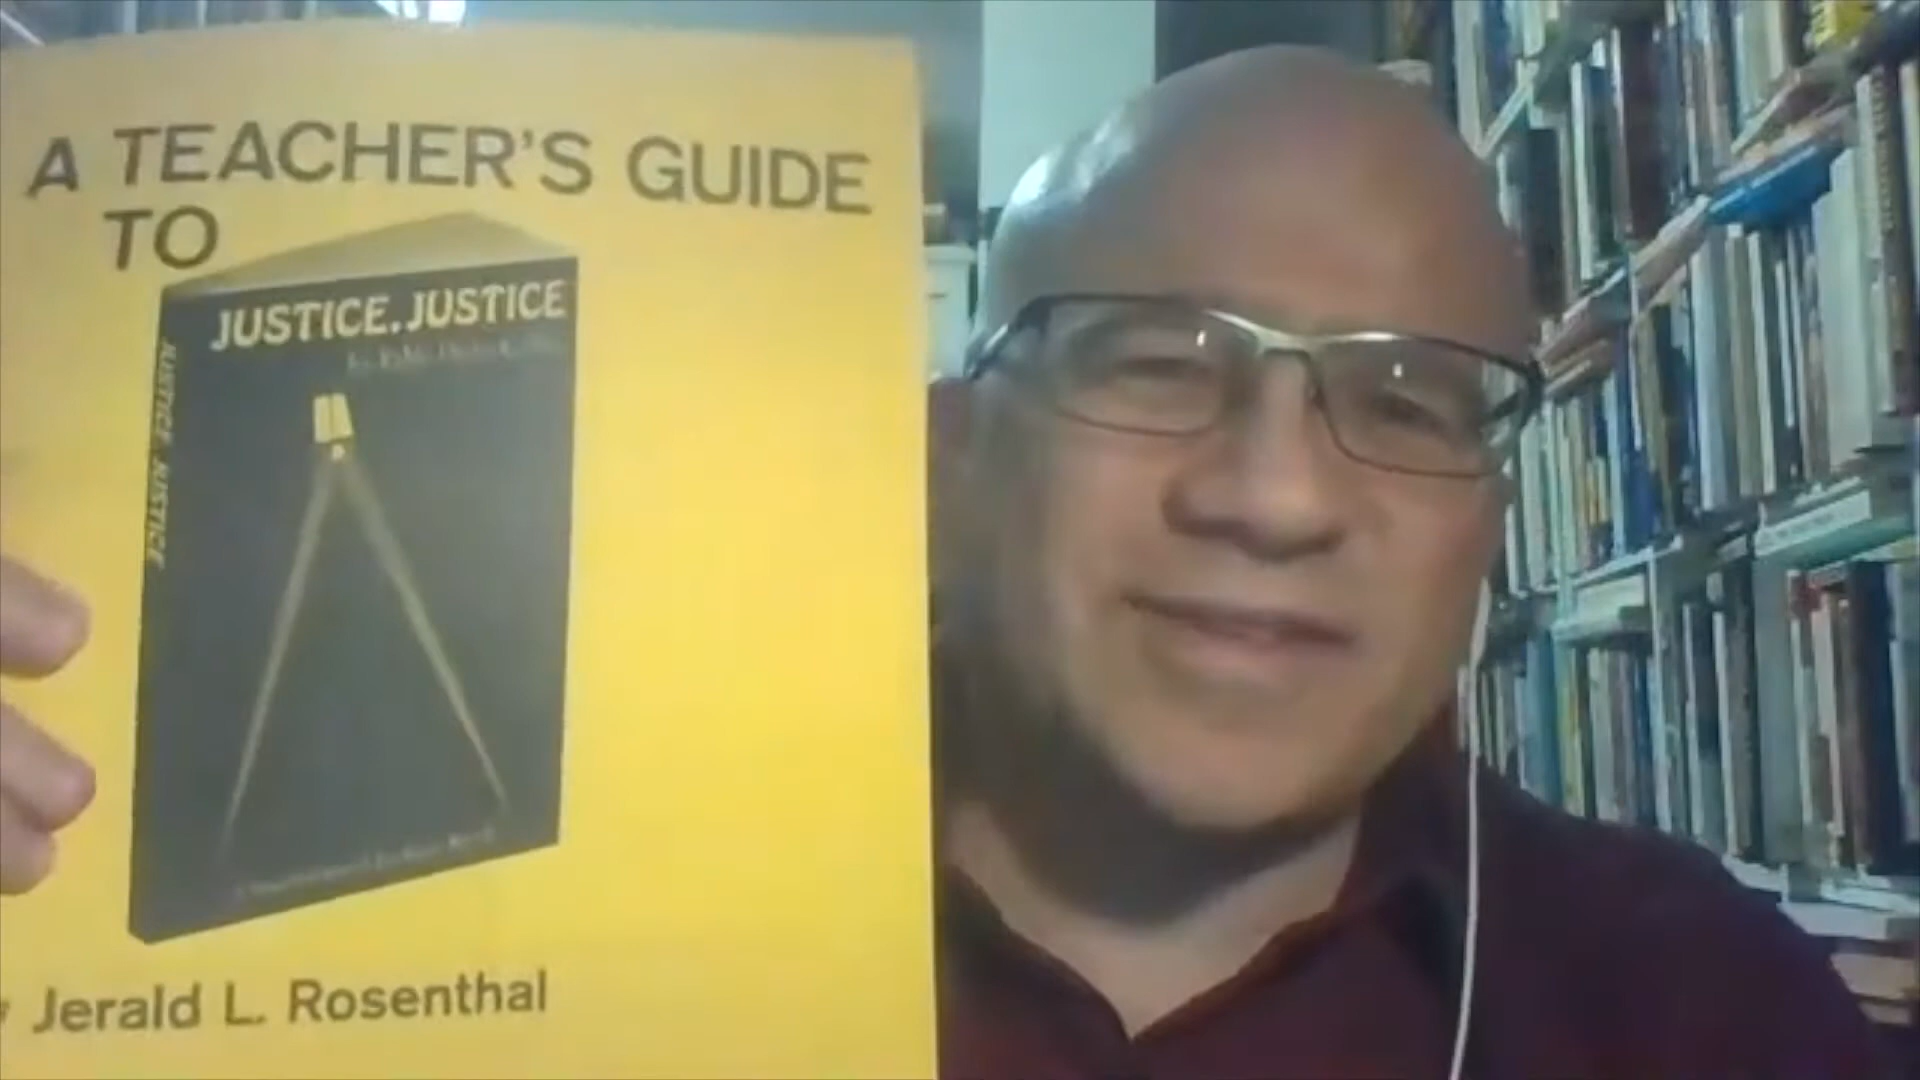 A TEACHER'S GUIDE
TO
JUSTICE, JUSTICE
JUSTICE, JUSTICE
Jerald L. Rosenthal